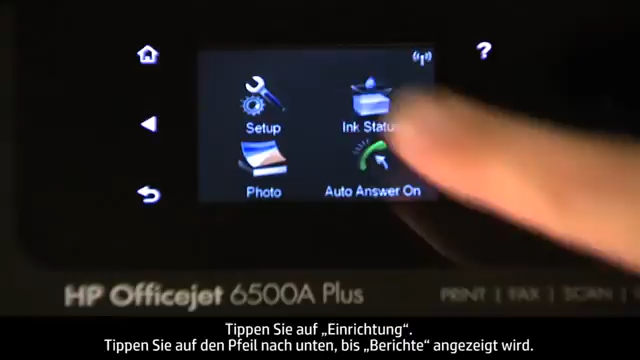 ?
Setup
Ink Status
Photo
Auto Answer On
HP Officejet 6500A Plus
PRINT | FAX | SCAN |
Tippen Sie auf „Einrichtung“.
Tippen Sie auf den Pfeil nach unten, bis „Berichte“ angezeigt wird.